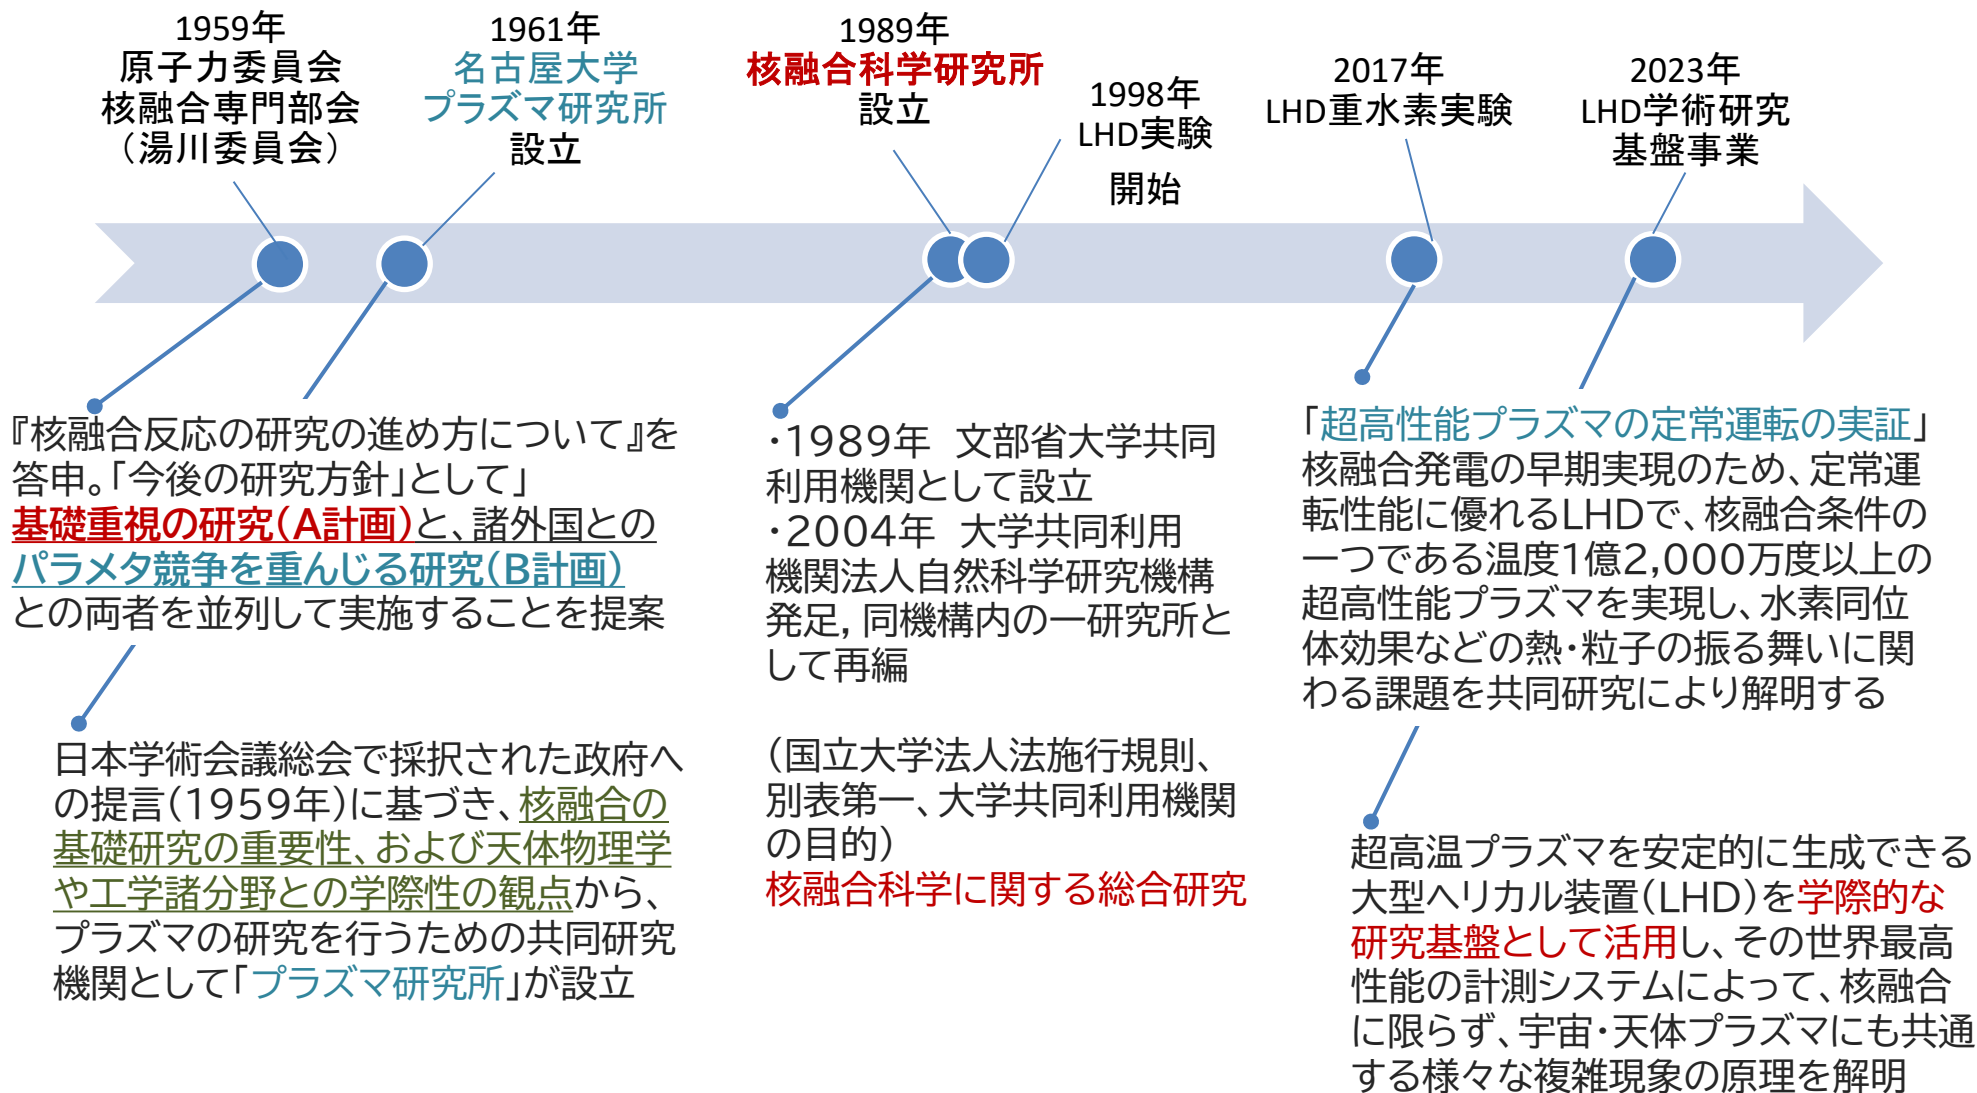 1959年
原子力委員会
核融合専門部会
（湯川委員会）
1961年
名古屋大学
プラズマ研究所
設立
1989年
核融合科学研究所
設立
1998年
LHD実験
開始
2017年
LHD重水素実験
2023年
LHD学術研究
基盤事業
『核融合反応の研究の進め方について』を
答申。「今後の研究方針」として」
基礎重視の研究（A計画）と、諸外国との
パラメタ競争を重んじる研究（B計画）
との両者を並列して実施することを提案
日本学術会議総会で採択された政府へ
の提言(1959年)に基づき、核融合の
基礎研究の重要性、および天体物理学
や工学諸分野との学際性の観点から、
プラズマの研究を行うための共同研究
機関として「プラズマ研究所」が設立
・1989年　文部省大学共同
利用機関として設立
・2004年　大学共同利用
機関法人自然科学研究機構
発足，同機構内の一研究所と
して再編
（国立大学法人法施行規則、
別表第一、大学共同利用機関
の目的）
核融合科学に関する総合研究
「超高性能プラズマの定常運転の実証」
核融合発電の早期実現のため、定常運
転性能に優れるLHDで、核融合条件の
一つである温度1億2,000万度以上の
超高性能プラズマを実現し、水素同位
体効果などの熱・粒子の振る舞いに関
わる課題を共同研究により解明する
超高温プラズマを安定的に生成できる
大型ヘリカル装置（LHD）を学際的な
研究基盤として活用し、その世界最高
性能の計測システムによって、核融合
に限らず、宇宙・天体プラズマにも共通
する様々な複雑現象の原理を解明